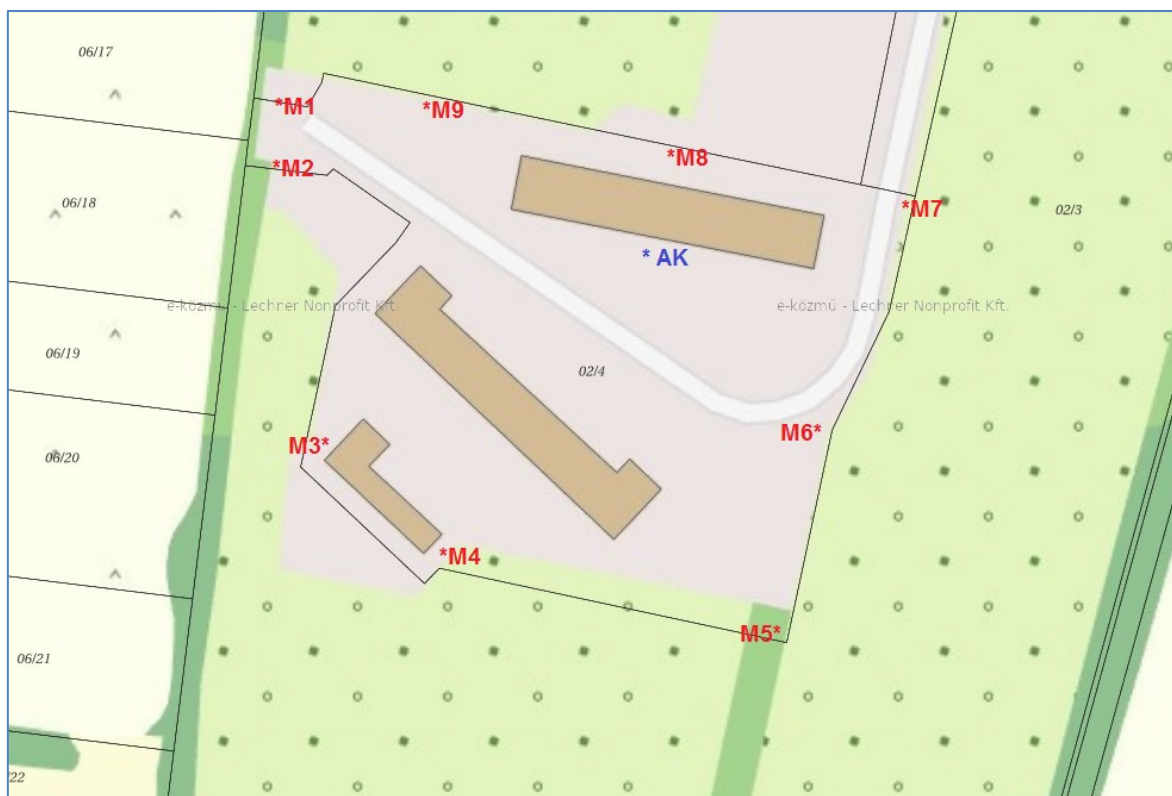 06/17
*M1
*M9
*M8
*M2
06/18
*M7
02/3
* AK
e-közmű - Lechner Nonprofit Kft.
e-közmű - Lechner Nonprofit Kft.
06/19
02/4
M6*
M3*
06/20
*M4
M5*
06/21
/22